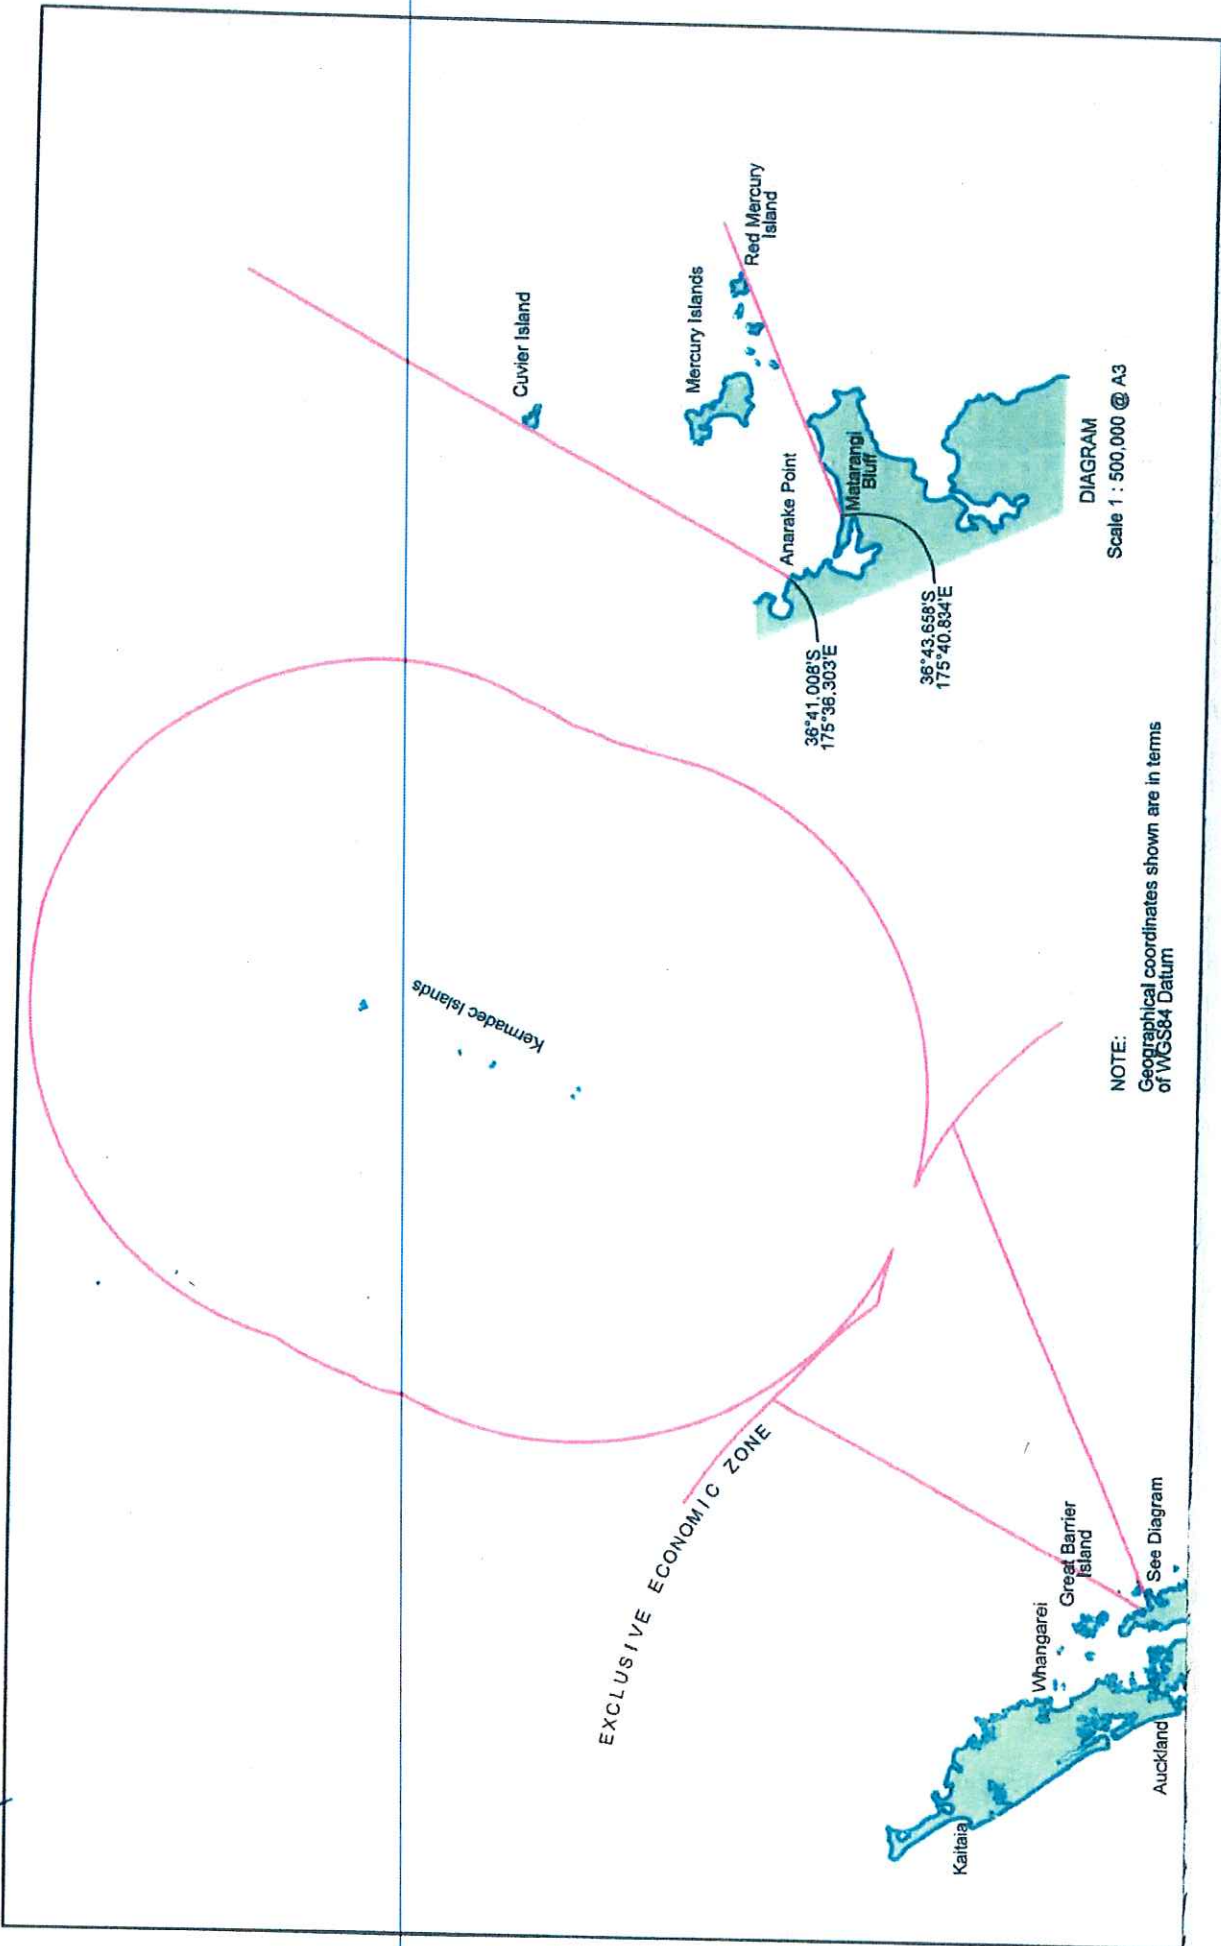 Kermadec Islands
EXCLUSIVE ECONOMIC ZONE
Kaitaia
Whangarei
Great Barrier
Island
Auckland
See Diagram
Cuvier Island
Mercury Islands
Red Mercury
Island
Anarake Point
Matarangi
Bluff
36°41.008'S
175°36.303'E
36°43.658'S
175°40.834'E
DIAGRAM
Scale 1 : 500,000 @ A3
NOTE:
Geographical coordinates shown are in terms
of WGS84 Datum